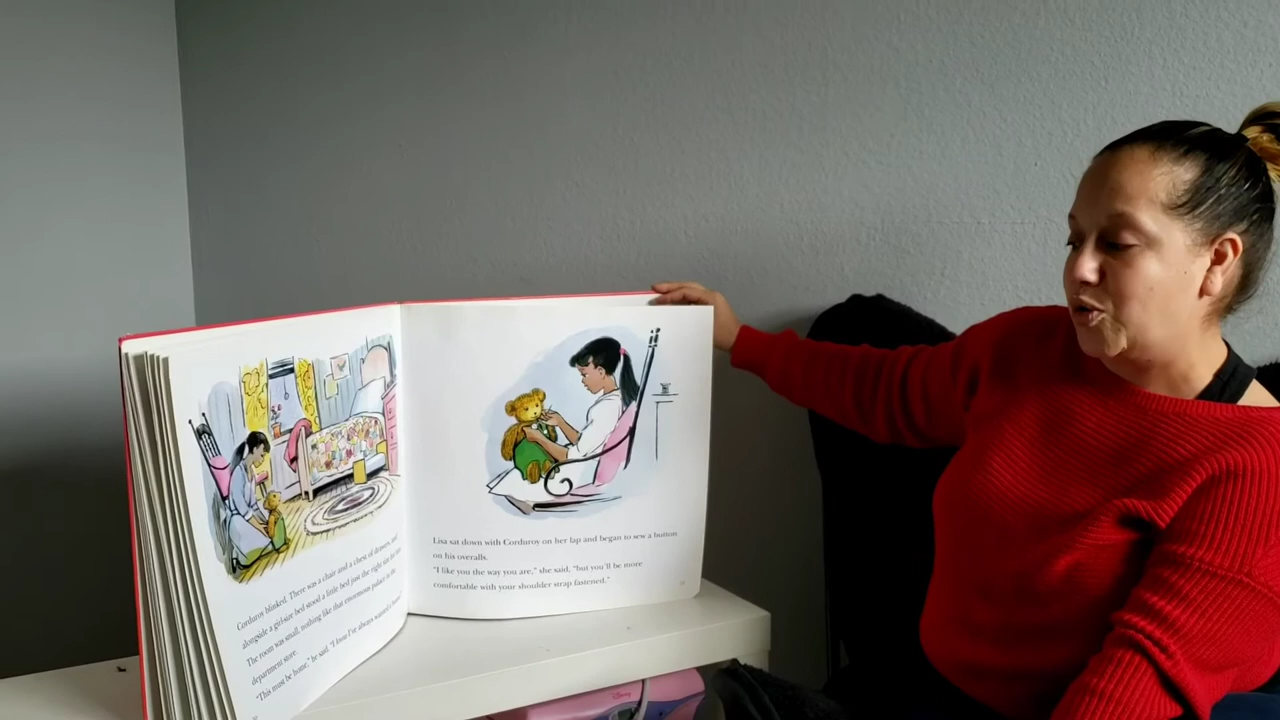 Corduroy blinked. There was a chair and a chest of drawers, and
alongside a girl-size bed stood a little bed just the right size for him.
The room was small, nothing like that enormous palace in the
department store.
"This must be home," he said. "I know I've always wanted a home!"
Lisa sat down with Corduroy on her lap and began to sew a button
on his overalls.
"I like you the way you are," she said, "but you'll be more
comfortable with your shoulder strap fastened."
Disney